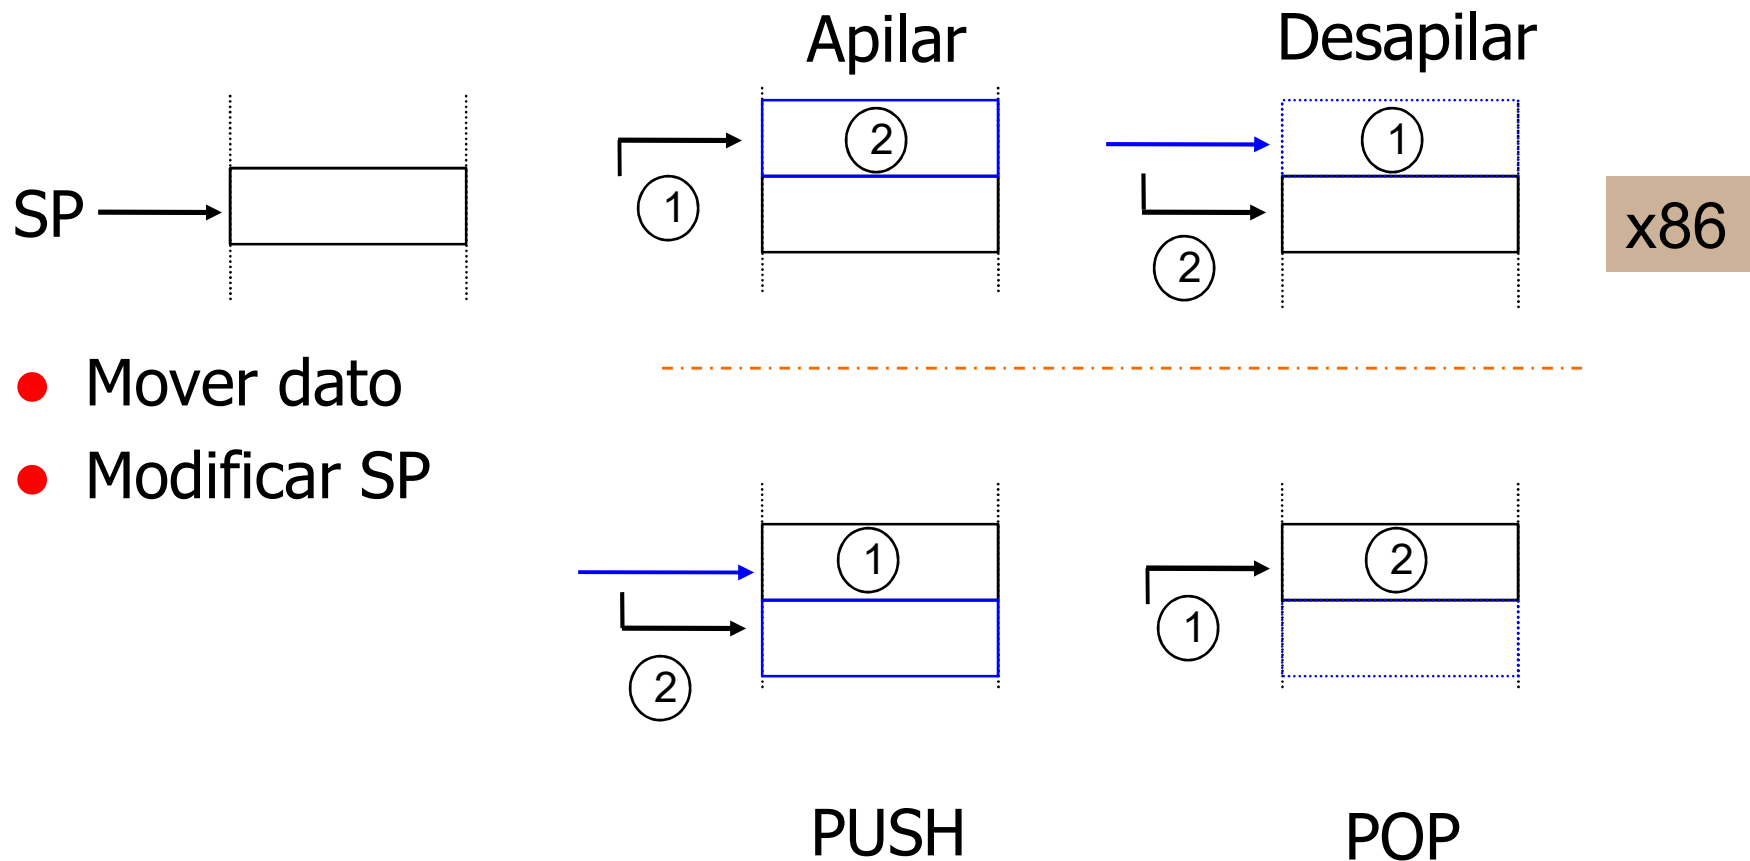 Apilar
Desapilar
2
1
SP
1
2
x86
Mover dato
Modificar SP
1
2
2
1
PUSH
POP